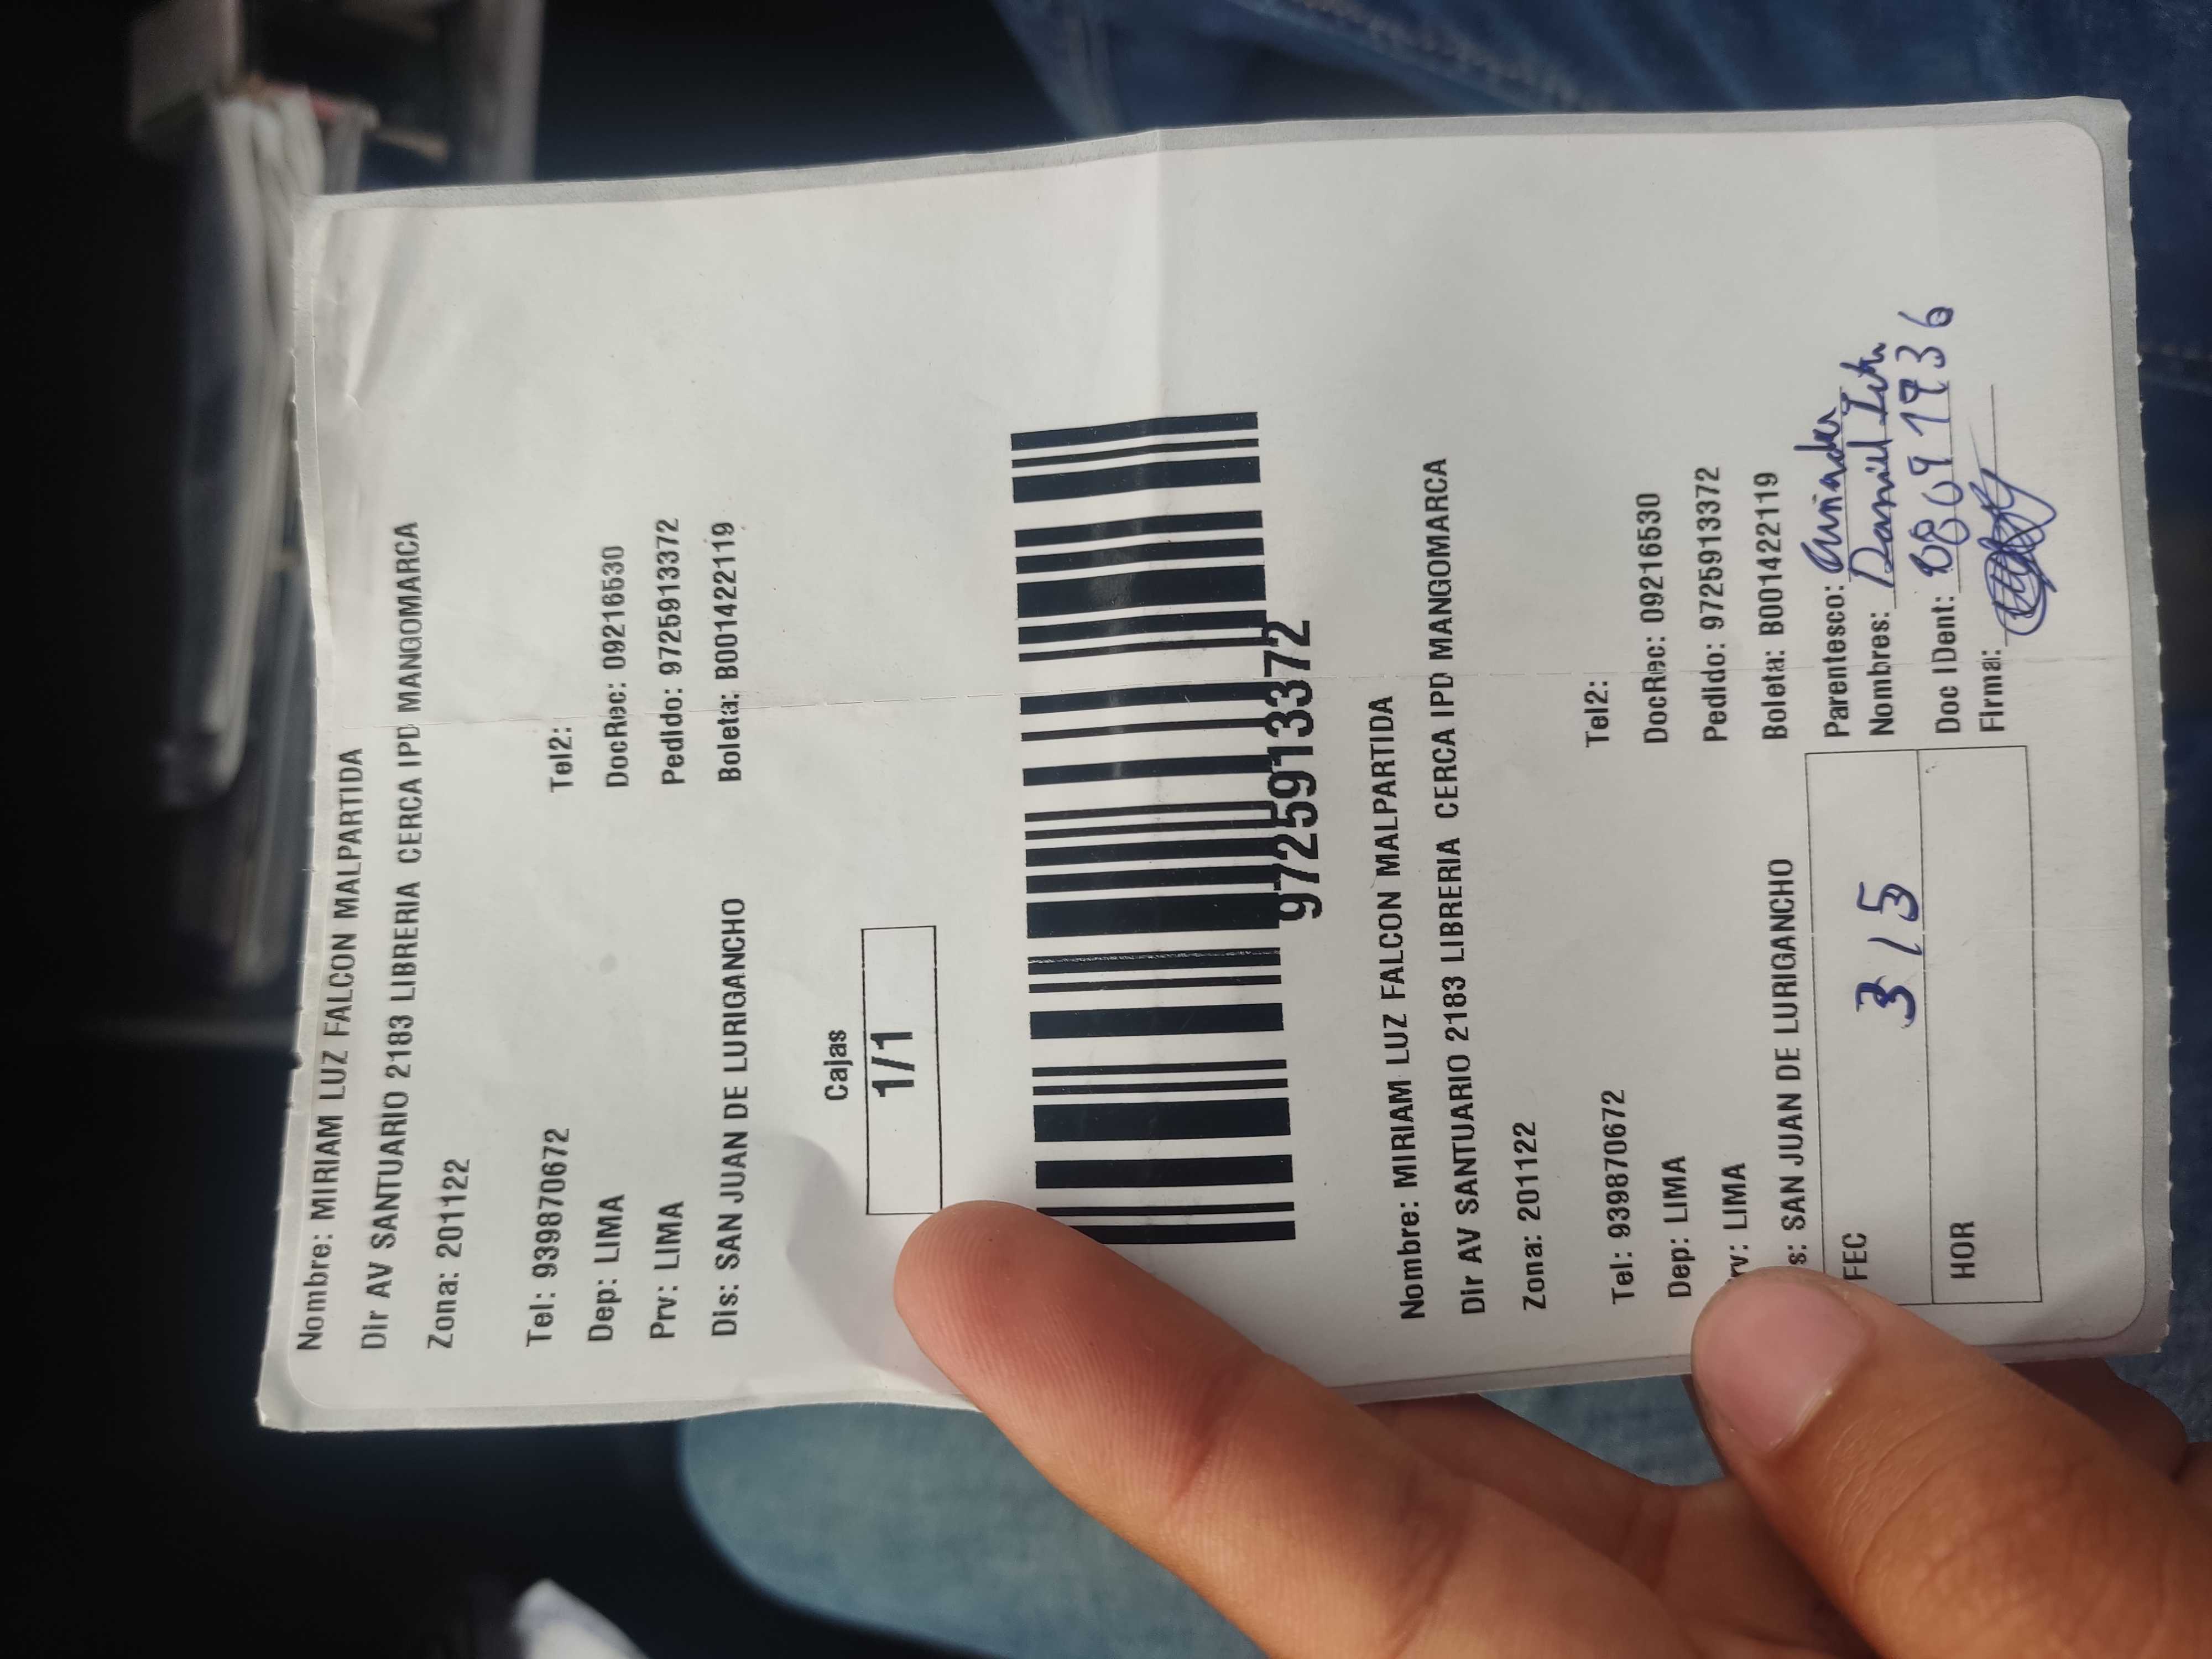 Nombre: MIRIAM LUZ FALCON MALPARTIDA
Dir AV SANTUARIO 2183 LIBRERIA CERCA IPD MANGOMARCA
Zona: 201122
Tel: 939870672 Tel2:
Dep: LIMA DocRec: 09216530
Prv: LIMA Pedido: 9725913372
Dis: SAN JUAN DE LURIGANCHO Boleta: B001422119
Cajas
1/1
9725913372
Nombre: MIRIAM LUZ FALCON MALPARTIDA
Dir AV SANTUARIO 2183 LIBRERIA CERCA IPD MANGOMARCA
Zona: 201122
Tel: 939870672 Tel2:
Dep: LIMA DocRec: 09216530
rv: LIMA Pedido: 9725913372
s: SAN JUAN DE LURIGANCHO Boleta: B001422119
FEC 3/5 Parentesco:
Nombres: Daniel
HOR Doc IDent:
Firma: